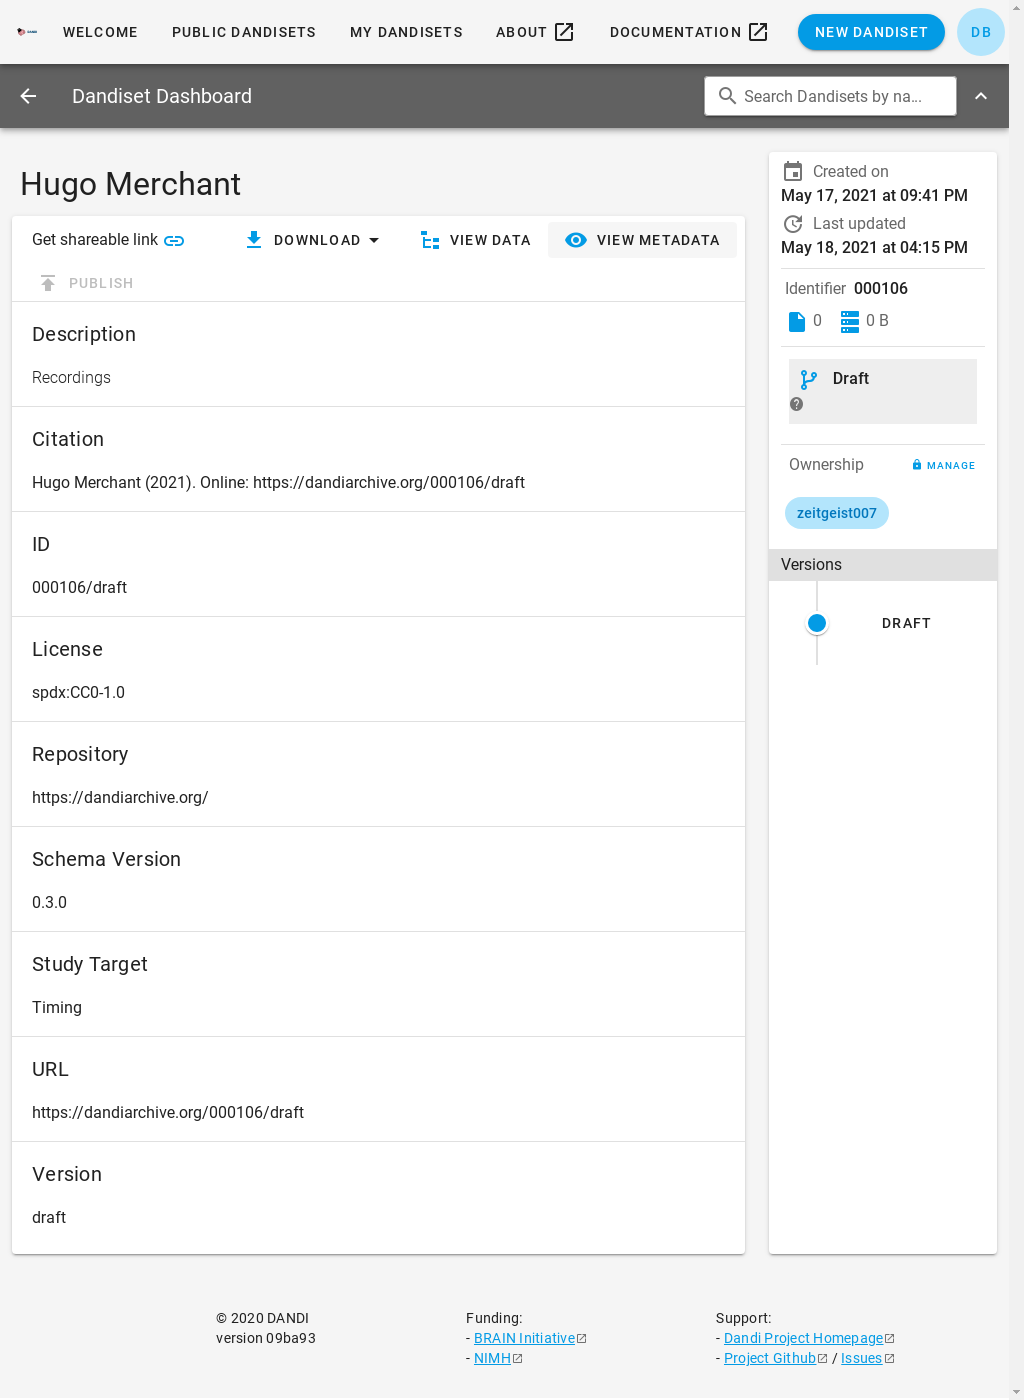 WELCOME PUBLIC DANDISETS MY DANDISETS ABOUT DOCUMENTATION NEW DANDISET DB
Dandiset Dashboard Search Dandisets by na...
Hugo Merchant
Get shareable link DOWNLOAD VIEW DATA VIEW METADATA
PUBLISH
Description
Recordings
Citation
Hugo Merchant (2021). Online: https://dandiarchive.org/000106/draft
ID
000106/draft
License
spdx:CC0-1.0
Repository
https://dandiarchive.org/
Schema Version
0.3.0
Study Target
Timing
URL
https://dandiarchive.org/000106/draft
Version
draft
Created on
May 17, 2021 at 09:41 PM
Last updated
May 18, 2021 at 04:15 PM
Identifier 000106
0 0 B
Draft
Ownership MANAGE
zeitgeist007
Versions
DRAFT
© 2020 DANDI
version 09ba93
Funding:
- BRAIN Initiative
- NIMH
Support:
- Dandi Project Homepage
- Project Github / Issues